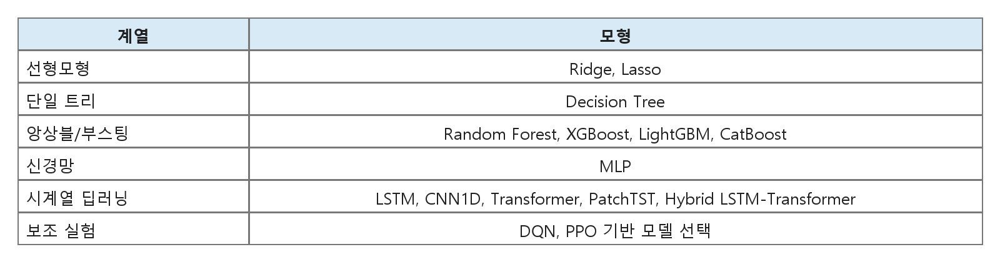 계열 모형
선형모형 Ridge, Lasso
단일 트리 Decision Tree
앙상블/부스팅 Random Forest, XGBoost, LightGBM, CatBoost
신경망 MLP
시계열 딥러닝 LSTM, CNN1D, Transformer, PatchTST, Hybrid LSTM-Transformer
보조 실험 DQN, PPO 기반 모델 선택